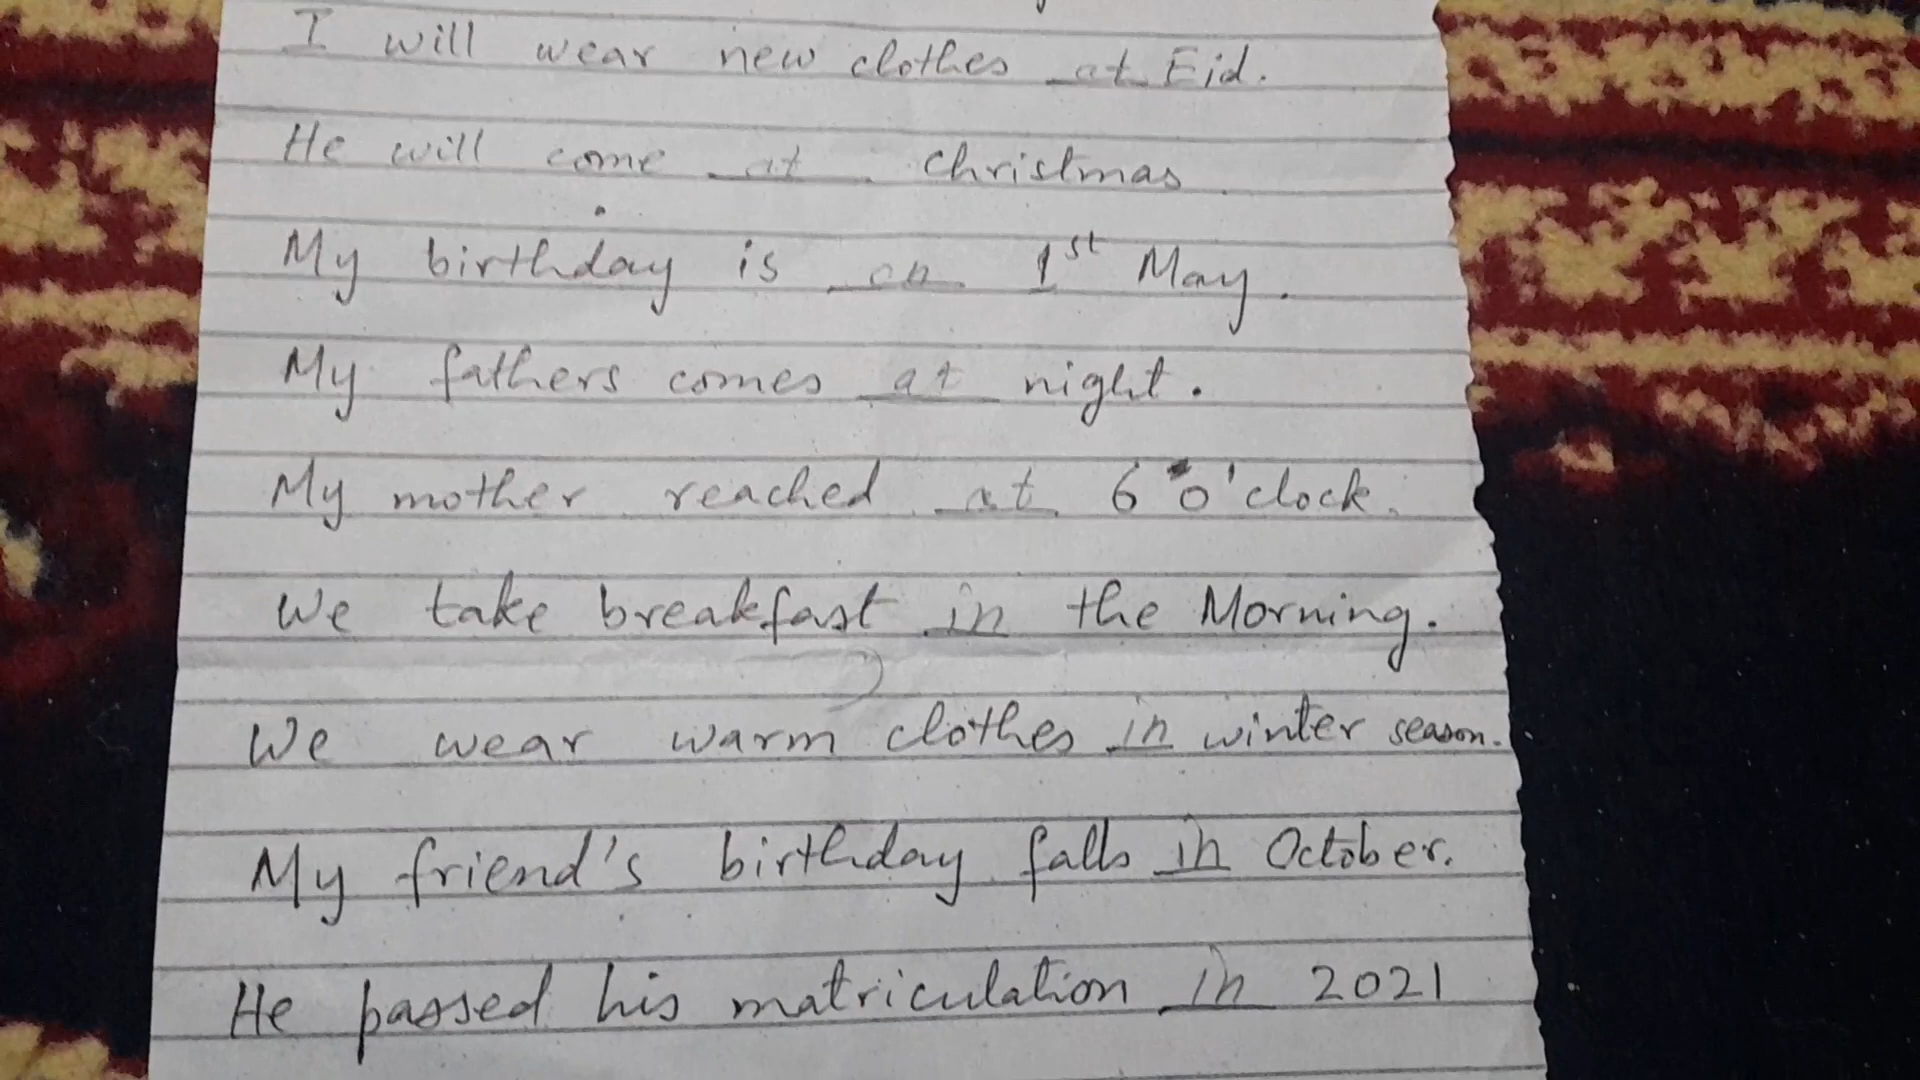 I will wear new clothes at Eid.
He will come at Christmas.
My birthday is on 1st May.
My fathers comes at night.
My mother reached at 6 o'clock.
We take breakfast in the Morning.
We wear warm clothes in winter season.
My friend's birthday falls in October.
He passed his matriculation in 2021